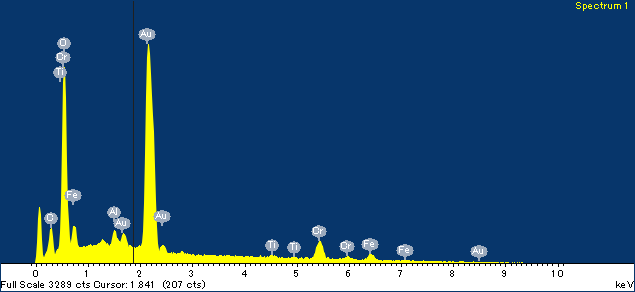 Spectrum 1
O
Cr
Ti
Au
Fe
C
Al
Au
Au
Ti
Ti
Cr
Cr
Fe
Fe
Au
0 1 2 3 4 5 6 7 8 9 10
Full Scale 3289 cts Cursor: 1.841 (207 cts) keV